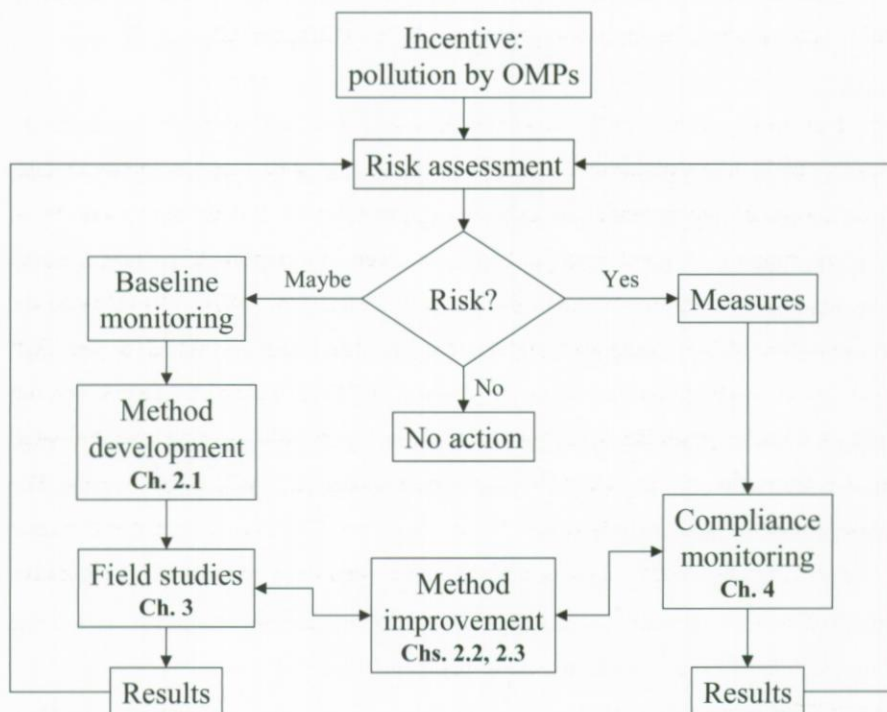 Incentive:
pollution by OMPs
Risk assessment
Baseline
monitoring
Maybe
Risk?
Yes
Measures
No
No action
Method
development
Ch. 2.1
Field studies
Ch. 3
Method
improvement
Chs. 2.2, 2.3
Compliance
monitoring
Ch. 4
Results
Results